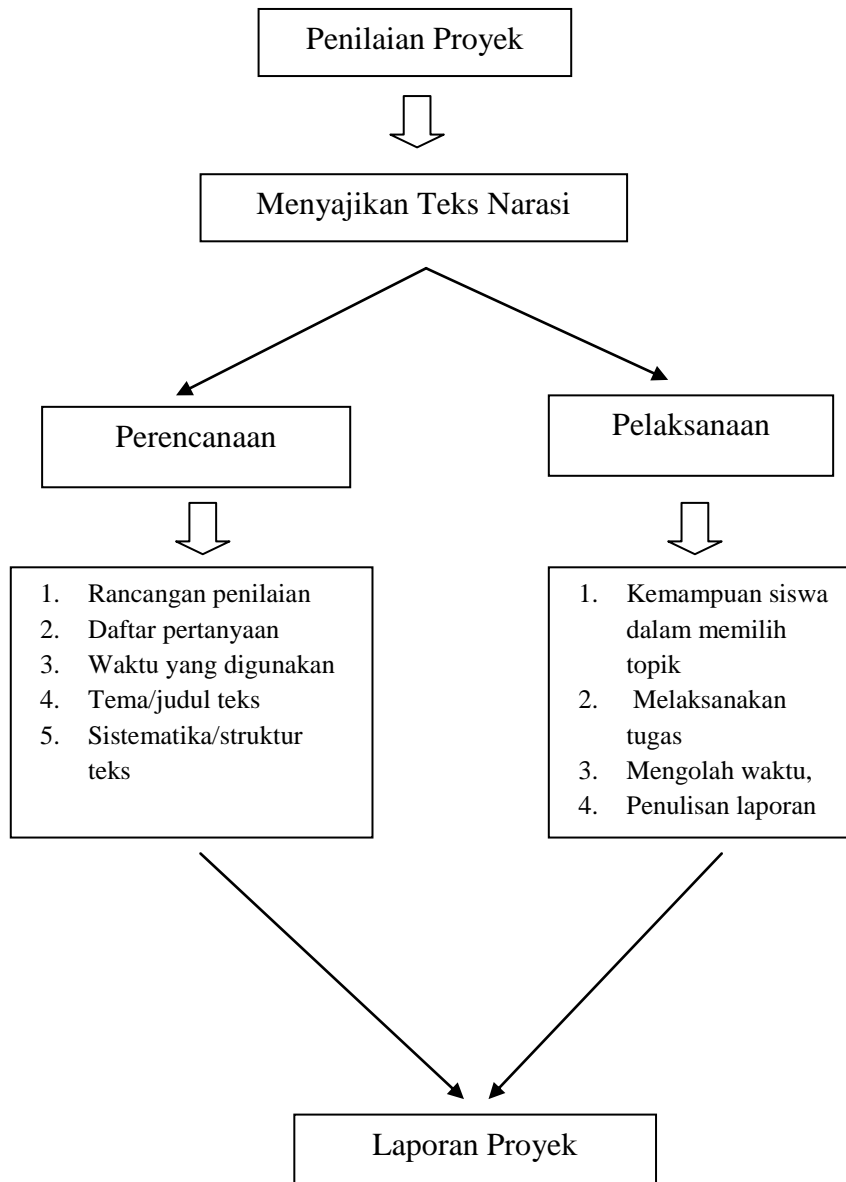 Penilaian Proyek
Menyajikan Teks Narasi
Perencanaan
Pelaksanaan
1. Rancangan penilaian
2. Daftar pertanyaan
3. Waktu yang digunakan
4. Tema/judul teks
5. Sistematika/struktur
teks
1. Kemampuan siswa
dalam memilih
topik
2. Melaksanakan
tugas
3. Mengolah waktu,
4. Penulisan laporan
Laporan Proyek